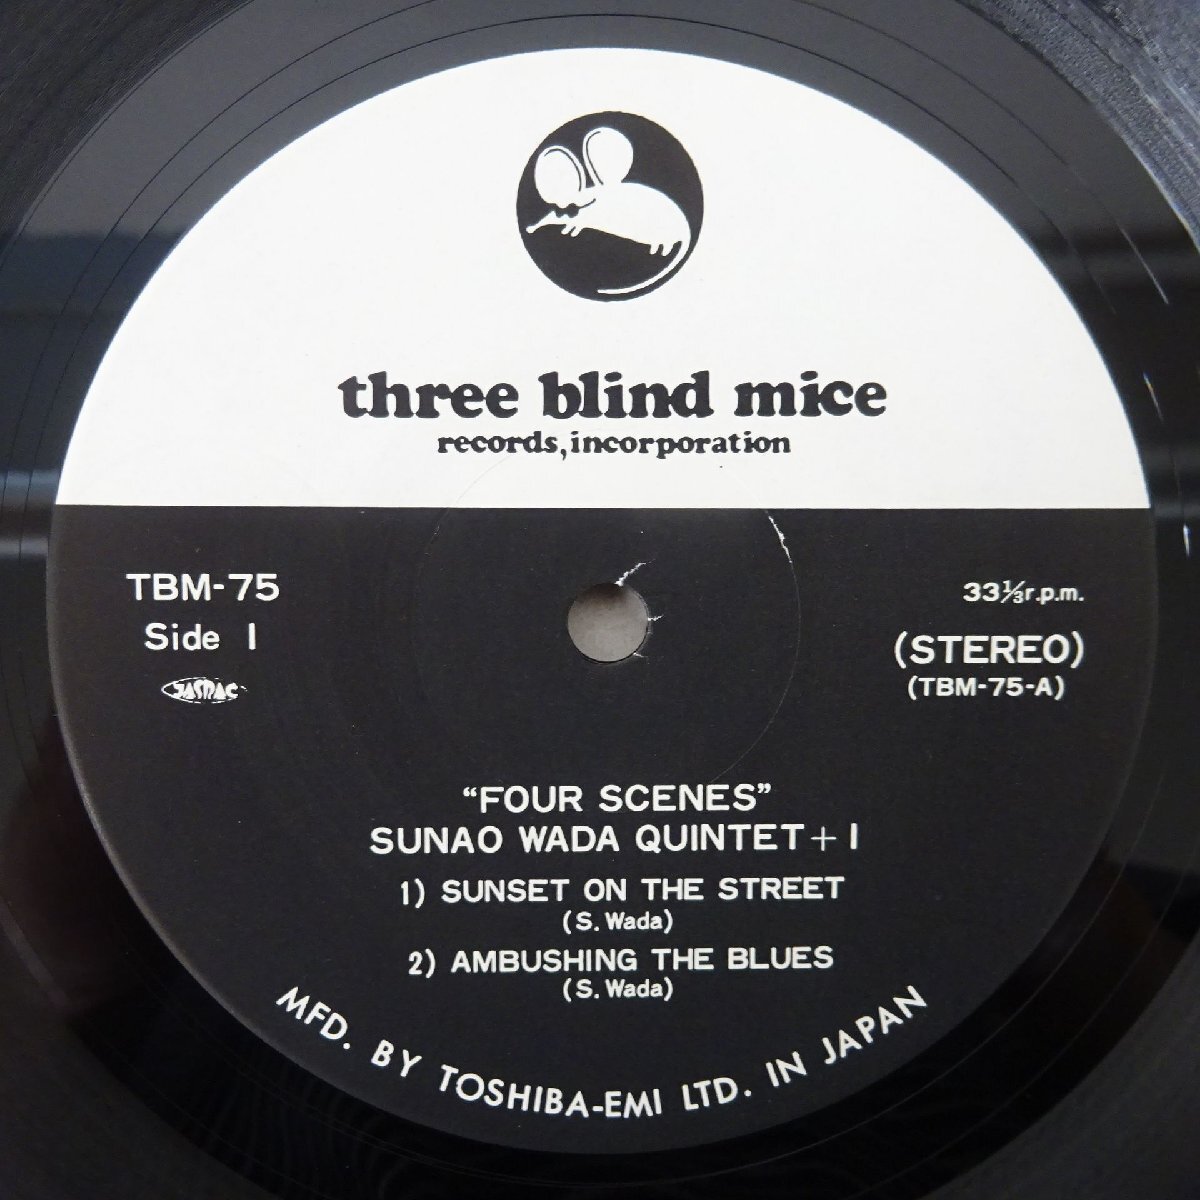 three blind mice
records, incorporation
TBM-75
Side 1
JASRAC
33⅓ r.p.m.
(STEREO)
(TBM-75-A)
“FOUR SCENES”
SUNAO WADA QUINTET+1
1) SUNSET ON THE STREET
(S. Wada)
2) AMBUSHING THE BLUES
(S. Wada)
MFD. BY TOSHIBA-EMI LTD. IN JAPAN